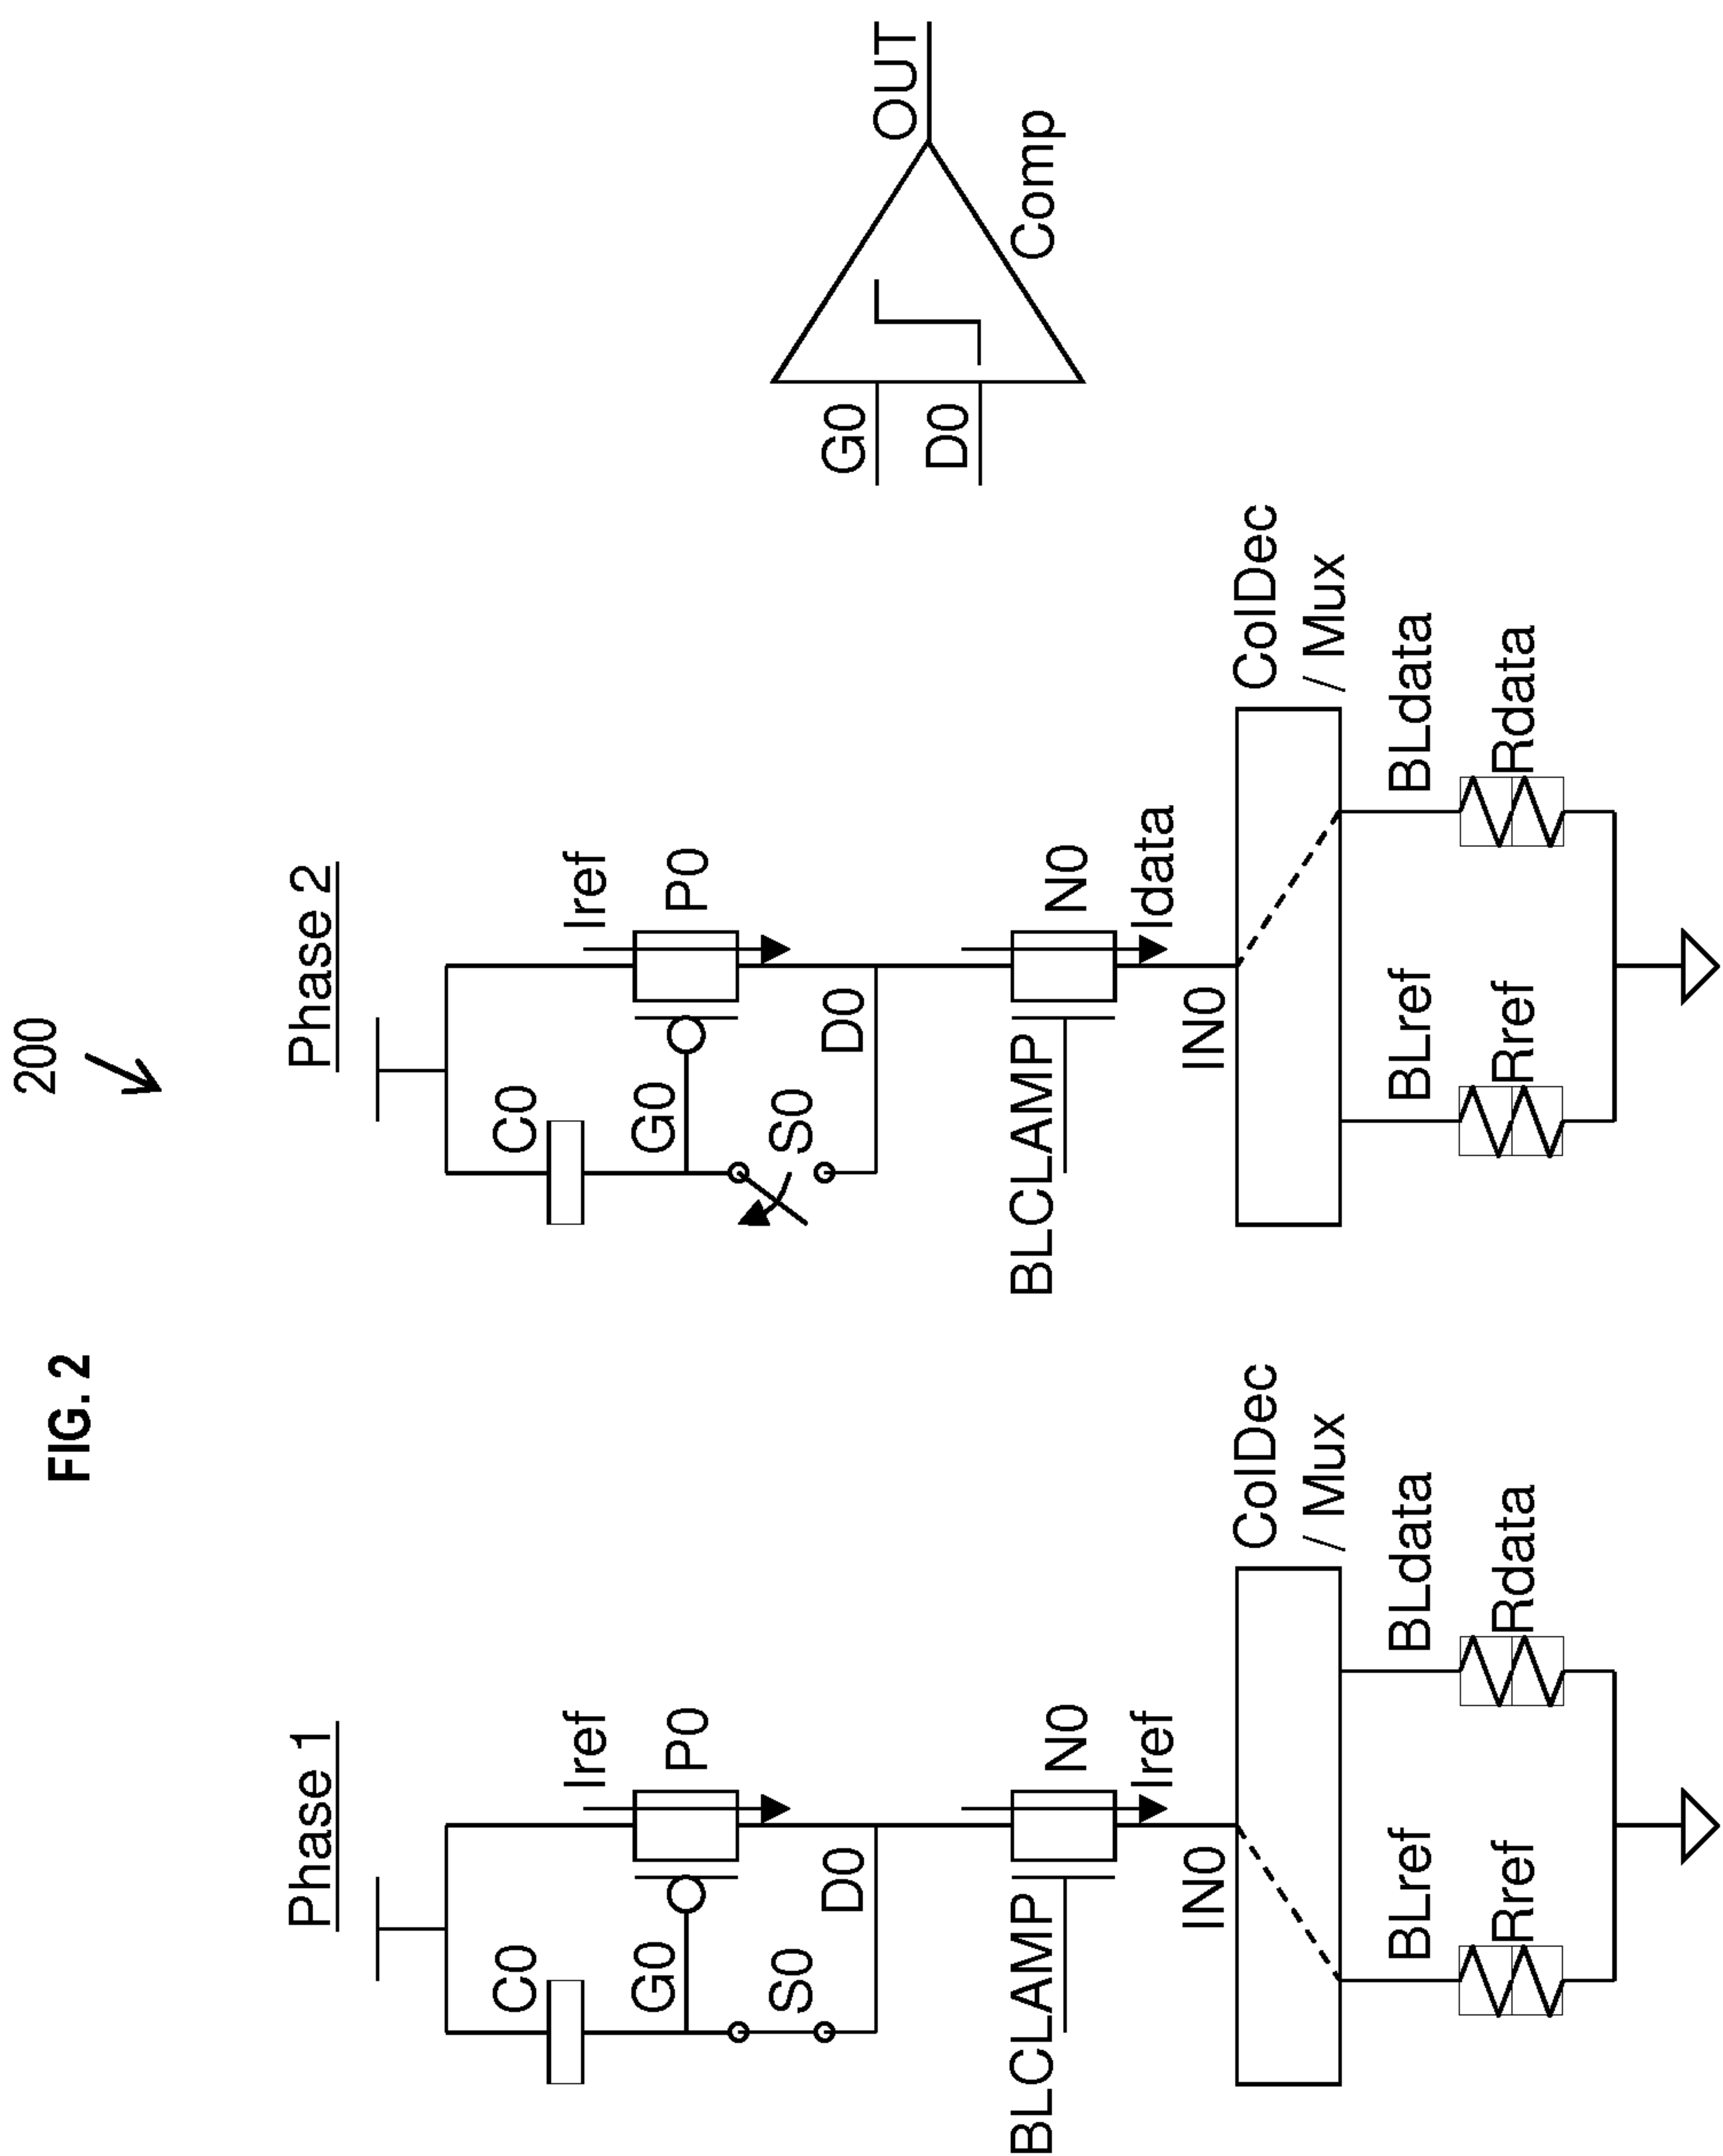 FIG. 2
200
Phase 1
C0
Iref
G0
P0
S0
D0
BLCLAMP
N0
Iref
IN0
ColDec
/ Mux
BLref
BLdata
Rref
Rdata
Phase 2
C0
Iref
G0
P0
S0
D0
BLCLAMP
N0
Idata
IN0
ColDec
/ Mux
BLref
BLdata
Rref
Rdata
G0
D0
OUT
Comp